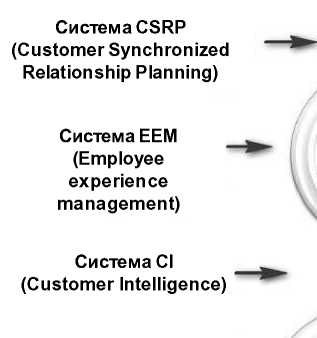 Система CSRP
(Customer Synchronized
Relationship Planning)
Система EEM
(Employee
experience
management)
Система CI
(Customer Intelligence)